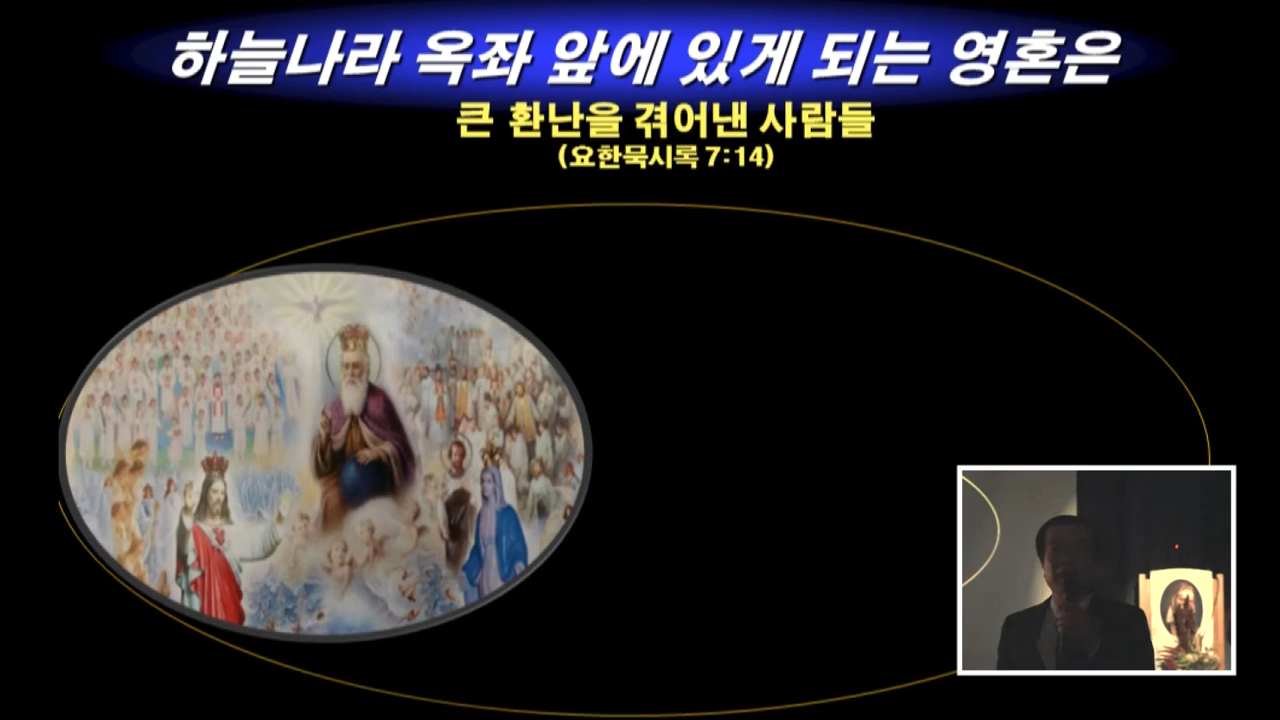 하늘나라 옥좌 앞에 있게 되는 영혼은
큰 환난을 겪어낸 사람들
(요한묵시록 7:14)